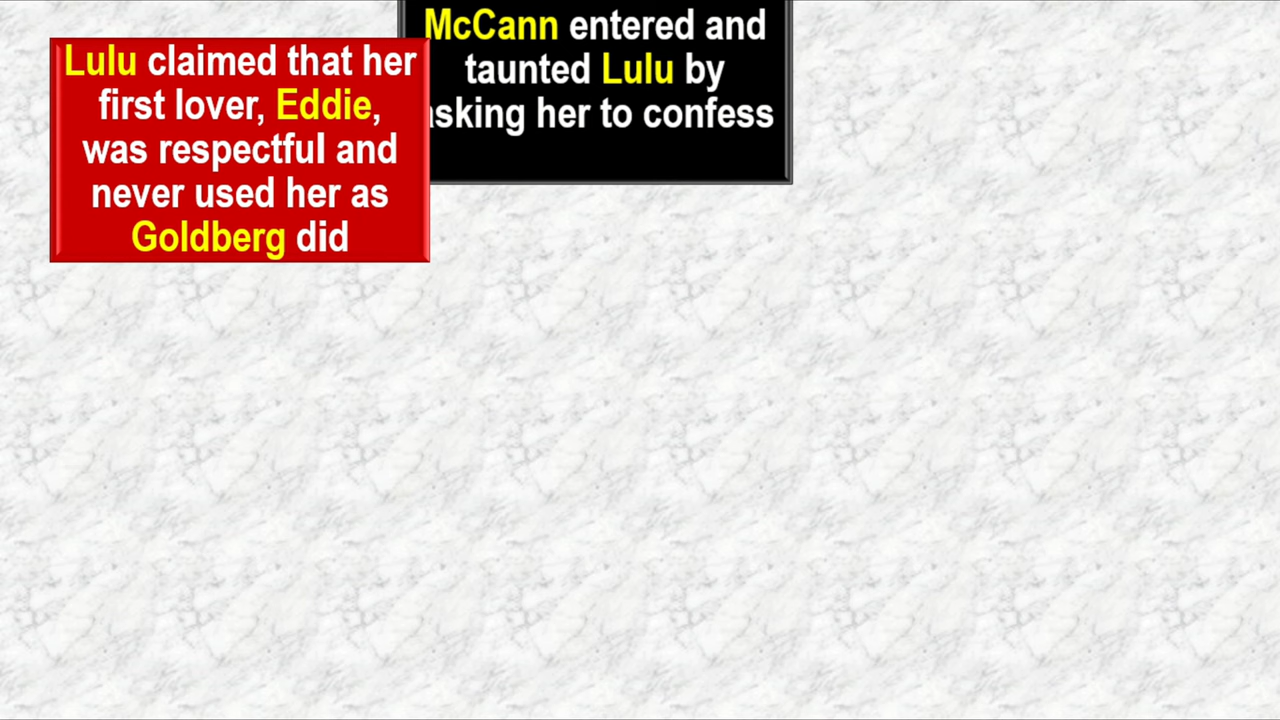 Lulu claimed that her
first lover, Eddie,
was respectful and
never used her as
Goldberg did
McCann entered and
taunted Lulu by
asking her to confess